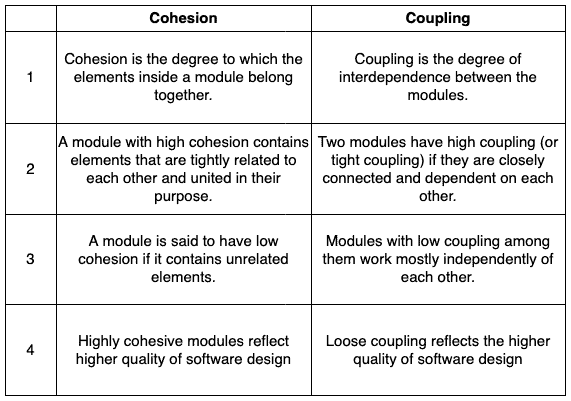 Cohesion
Coupling
1
Cohesion is the degree to which the
elements inside a module belong
together.
Coupling is the degree of
interdependence between the
modules.
2
A module with high cohesion contains
elements that are tightly related to
each other and united in their
purpose.
Two modules have high coupling (or
tight coupling) if they are closely
connected and dependent on each
other.
3
A module is said to have low
cohesion if it contains unrelated
elements.
Modules with low coupling among
them work mostly independently of
each other.
4
Highly cohesive modules reflect
higher quality of software design
Loose coupling reflects the higher
quality of software design